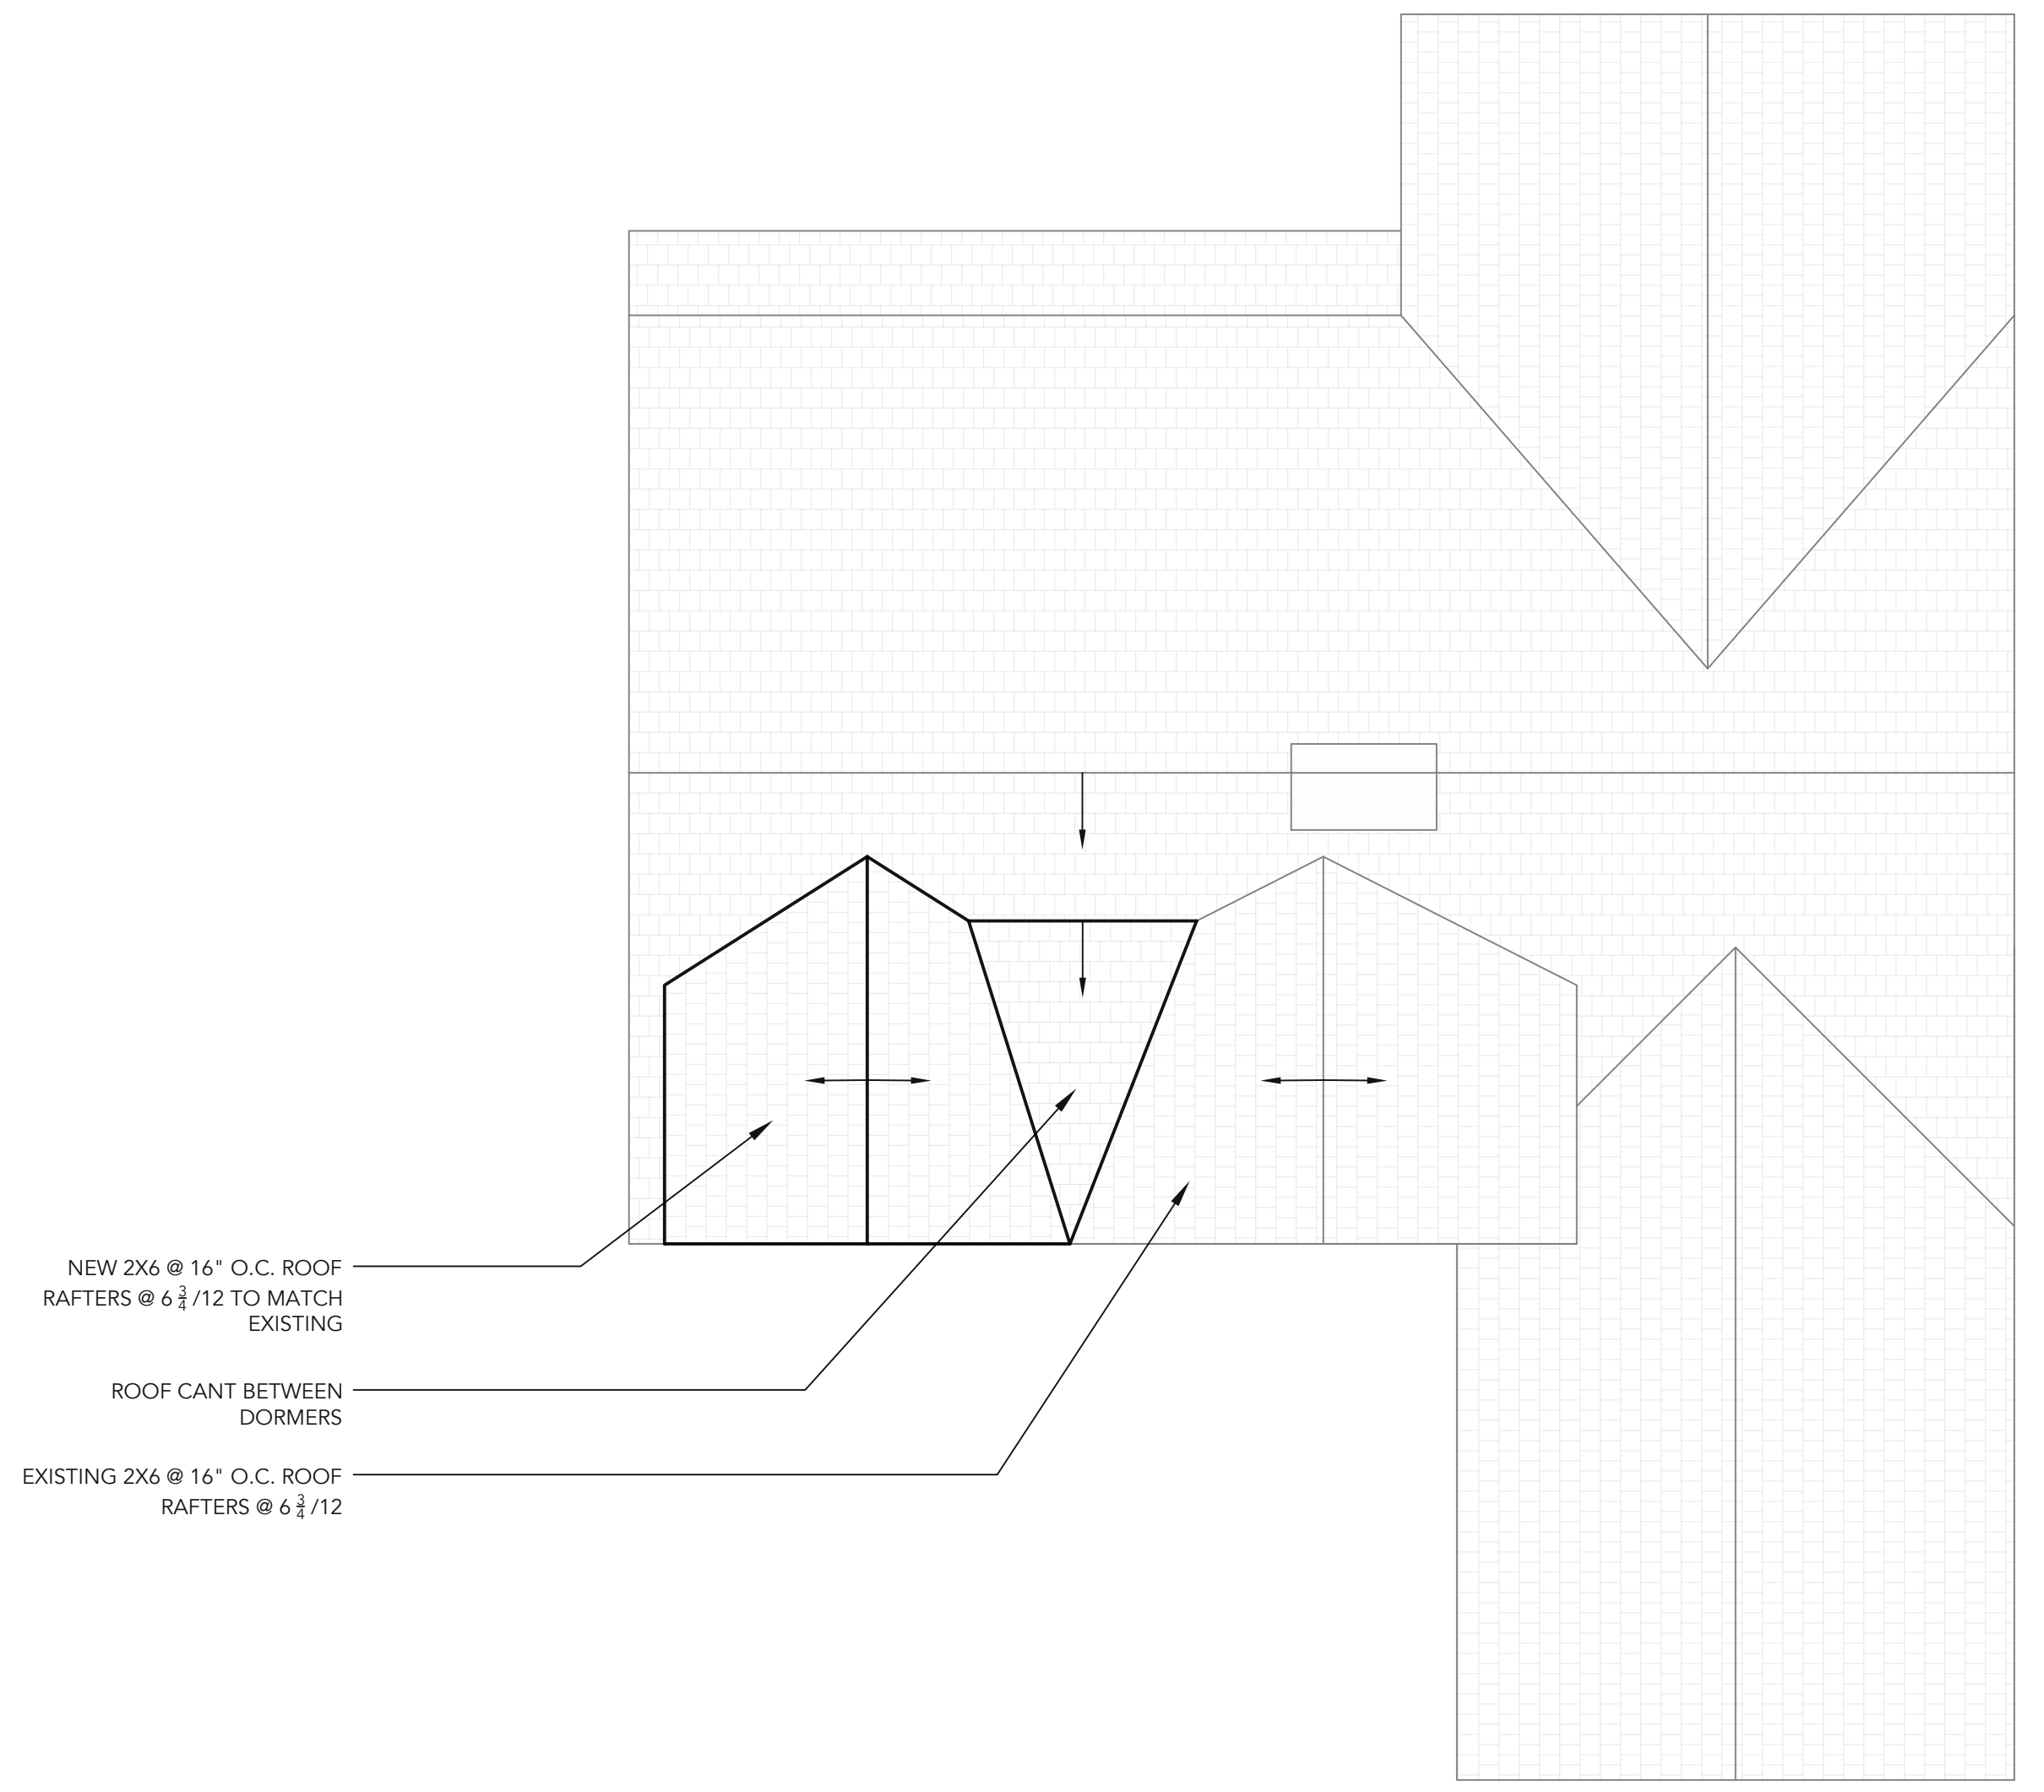 NEW 2X6 @ 16" O.C. ROOF
RAFTERS @ 6 3/4 /12 TO MATCH
EXISTING
ROOF CANT BETWEEN
DORMERS
EXISTING 2X6 @ 16" O.C. ROOF
RAFTERS @ 6 3/4 /12